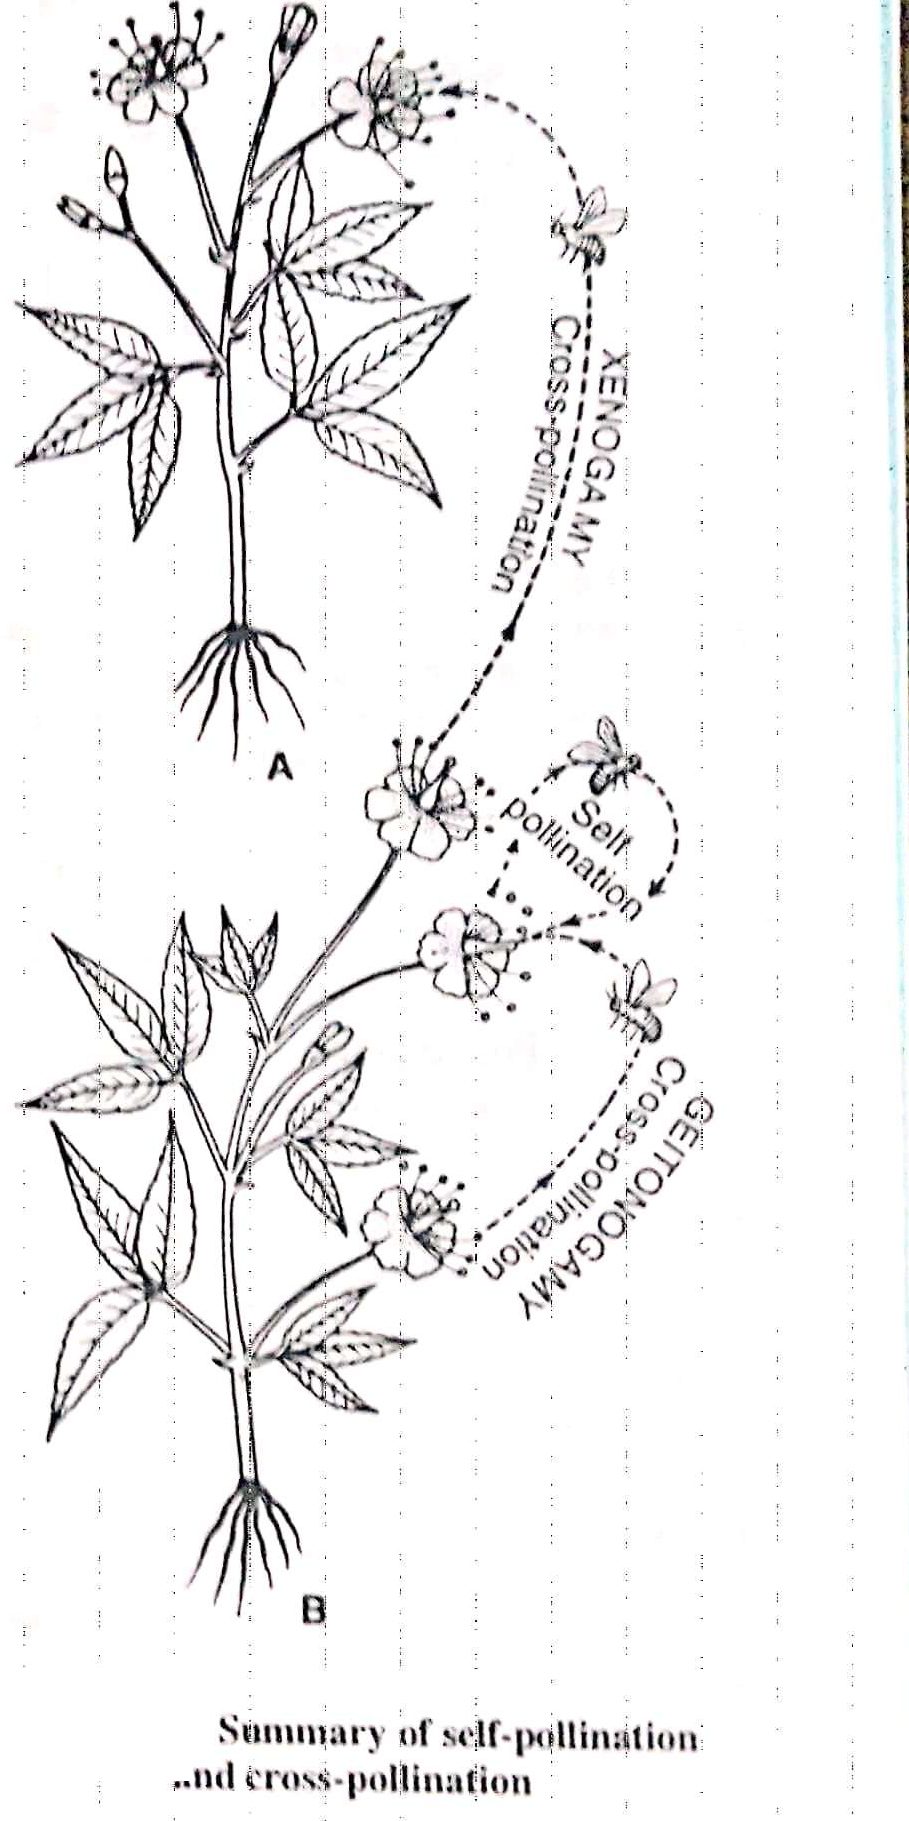 XENOGAMY
Cross-pollination
A
Self
pollination
GEITONOGAMY
Cross-pollination
B
Summary of self-pollination
..nd cross-pollination